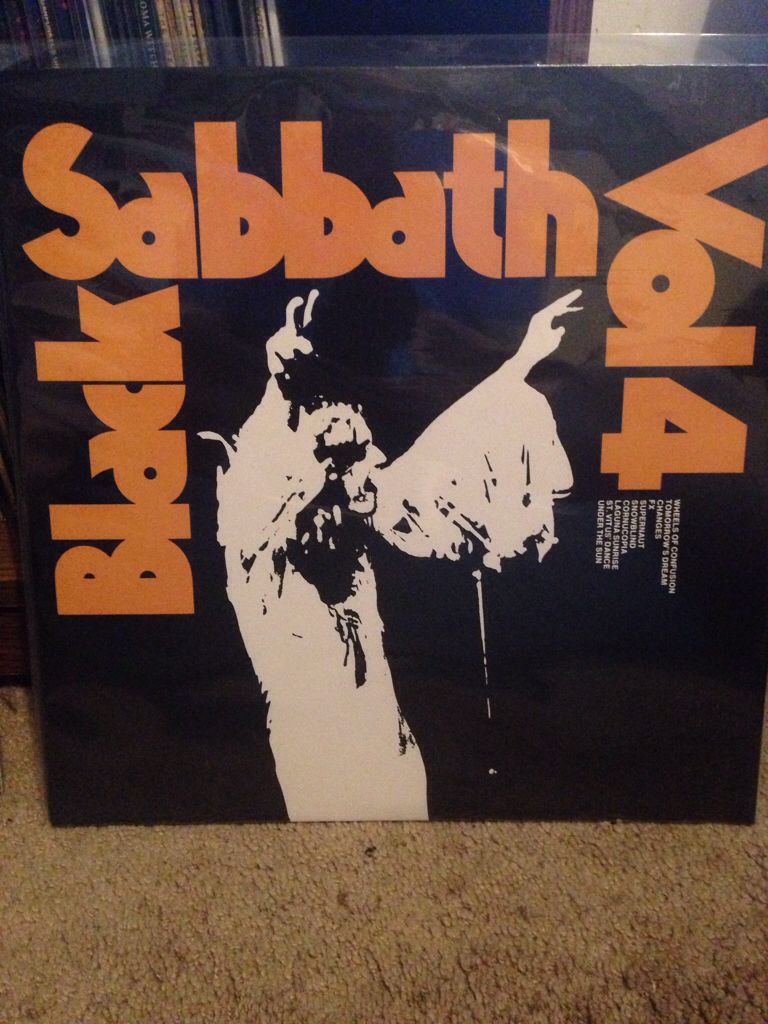 Black
Sabbath
Vol 4
WHEELS OF CONFUSION
TOMORROW'S DREAM
CHANGES
FX
SUPERNAUT
SNOWBLIND
CORNUCOPIA
LAGUNA SUNRISE
ST. VITUS' DANCE
UNDER THE SUN